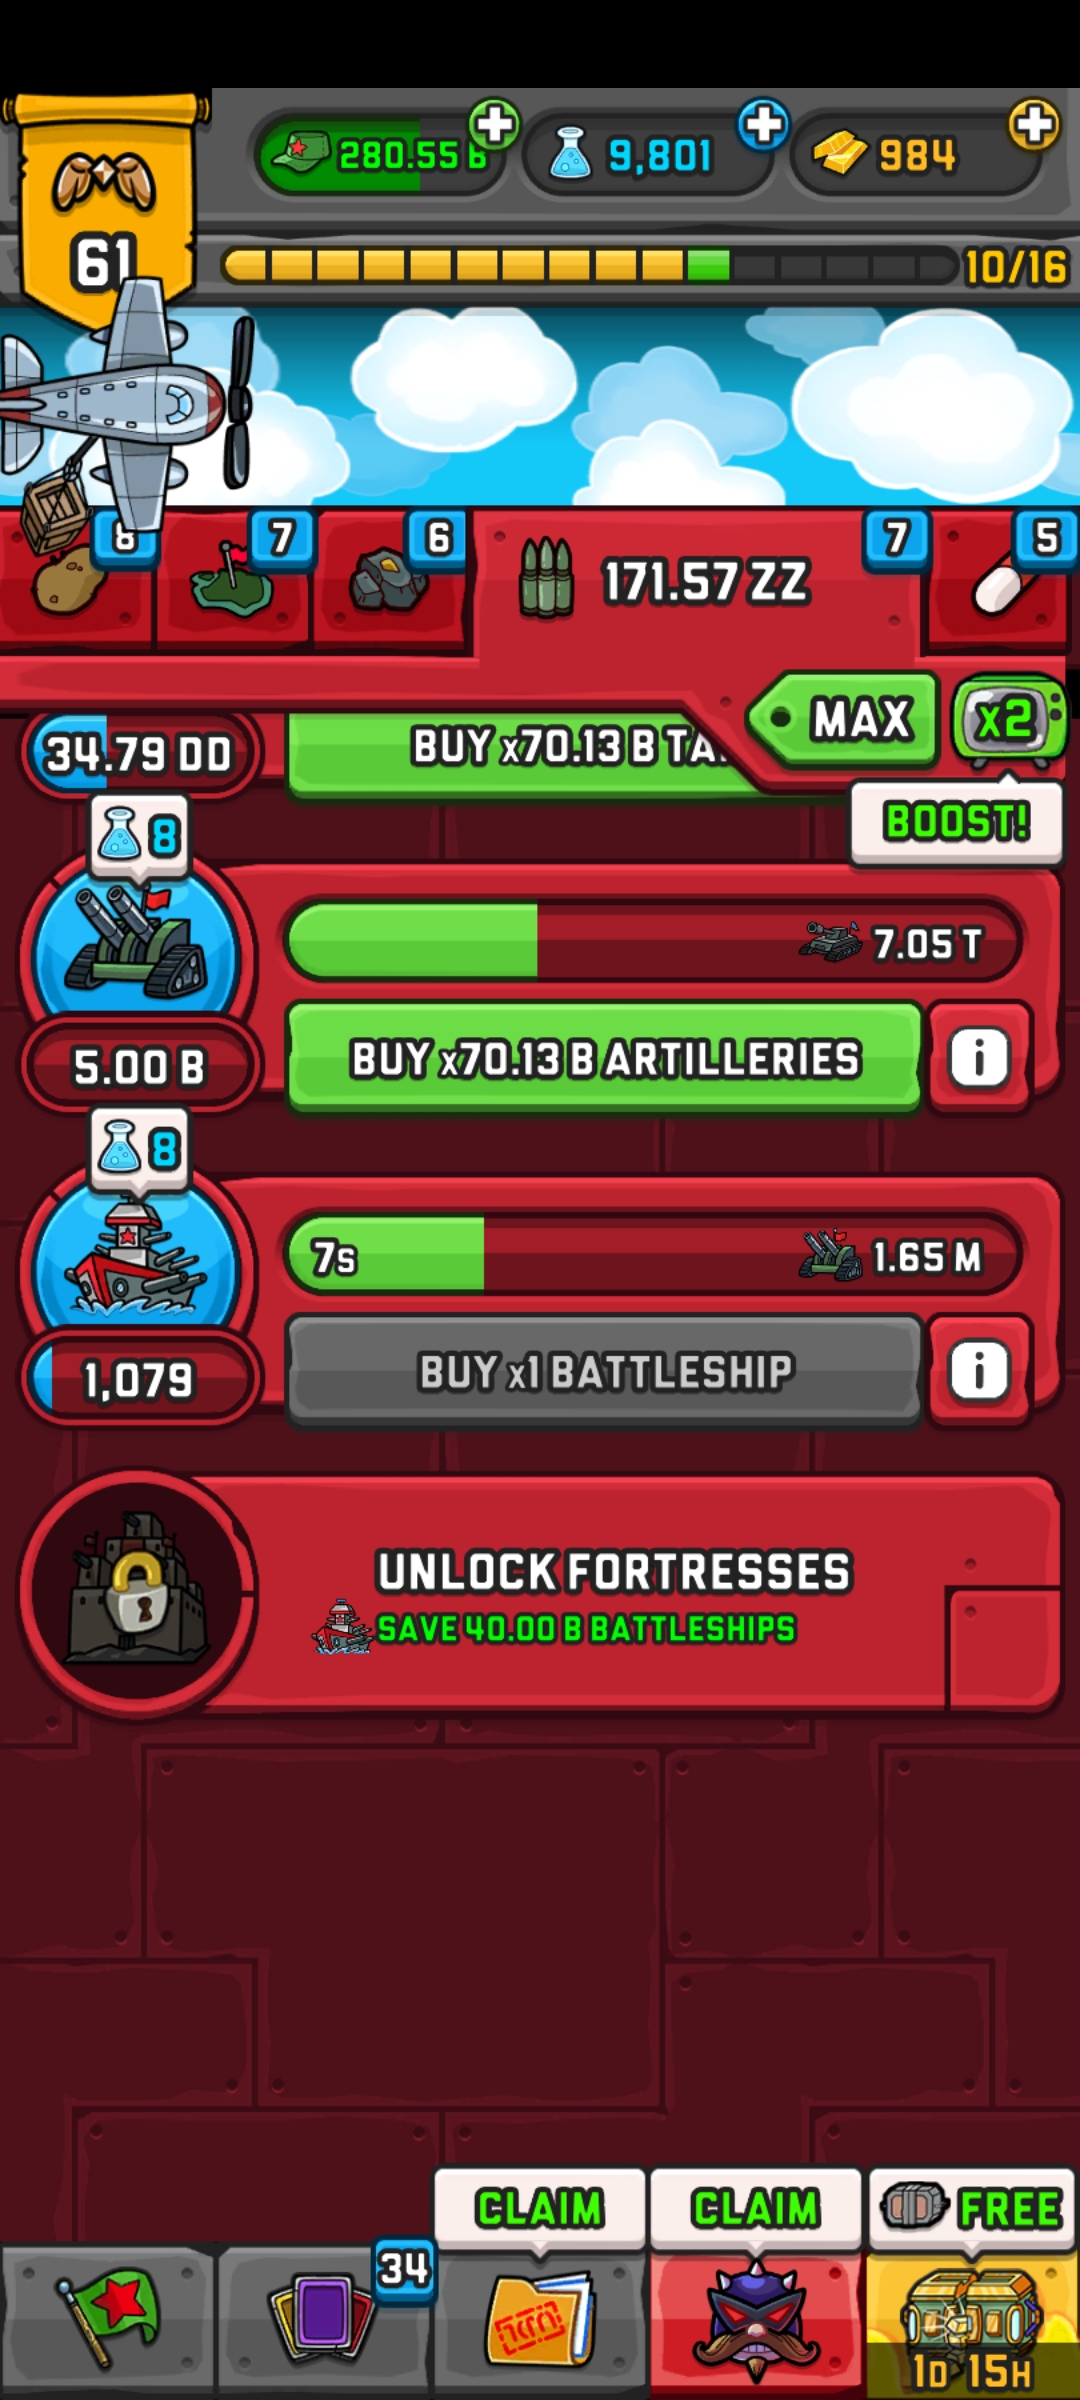 280.55 B
9,801
984
61
10/16
8
7
6
171.57 ZZ
7
5
34.79 DD
BUY x70.13 B TA
MAX
x2
BOOST!
8
7.05 T
5.00 B
BUY x70.13 B ARTILLERIES
i
8
7s
1.65 M
1,079
BUY x1 BATTLESHIP
i
UNLOCK FORTRESSES
SAVE 40.00 B BATTLESHIPS
CLAIM
CLAIM
FREE
34
1D 15H